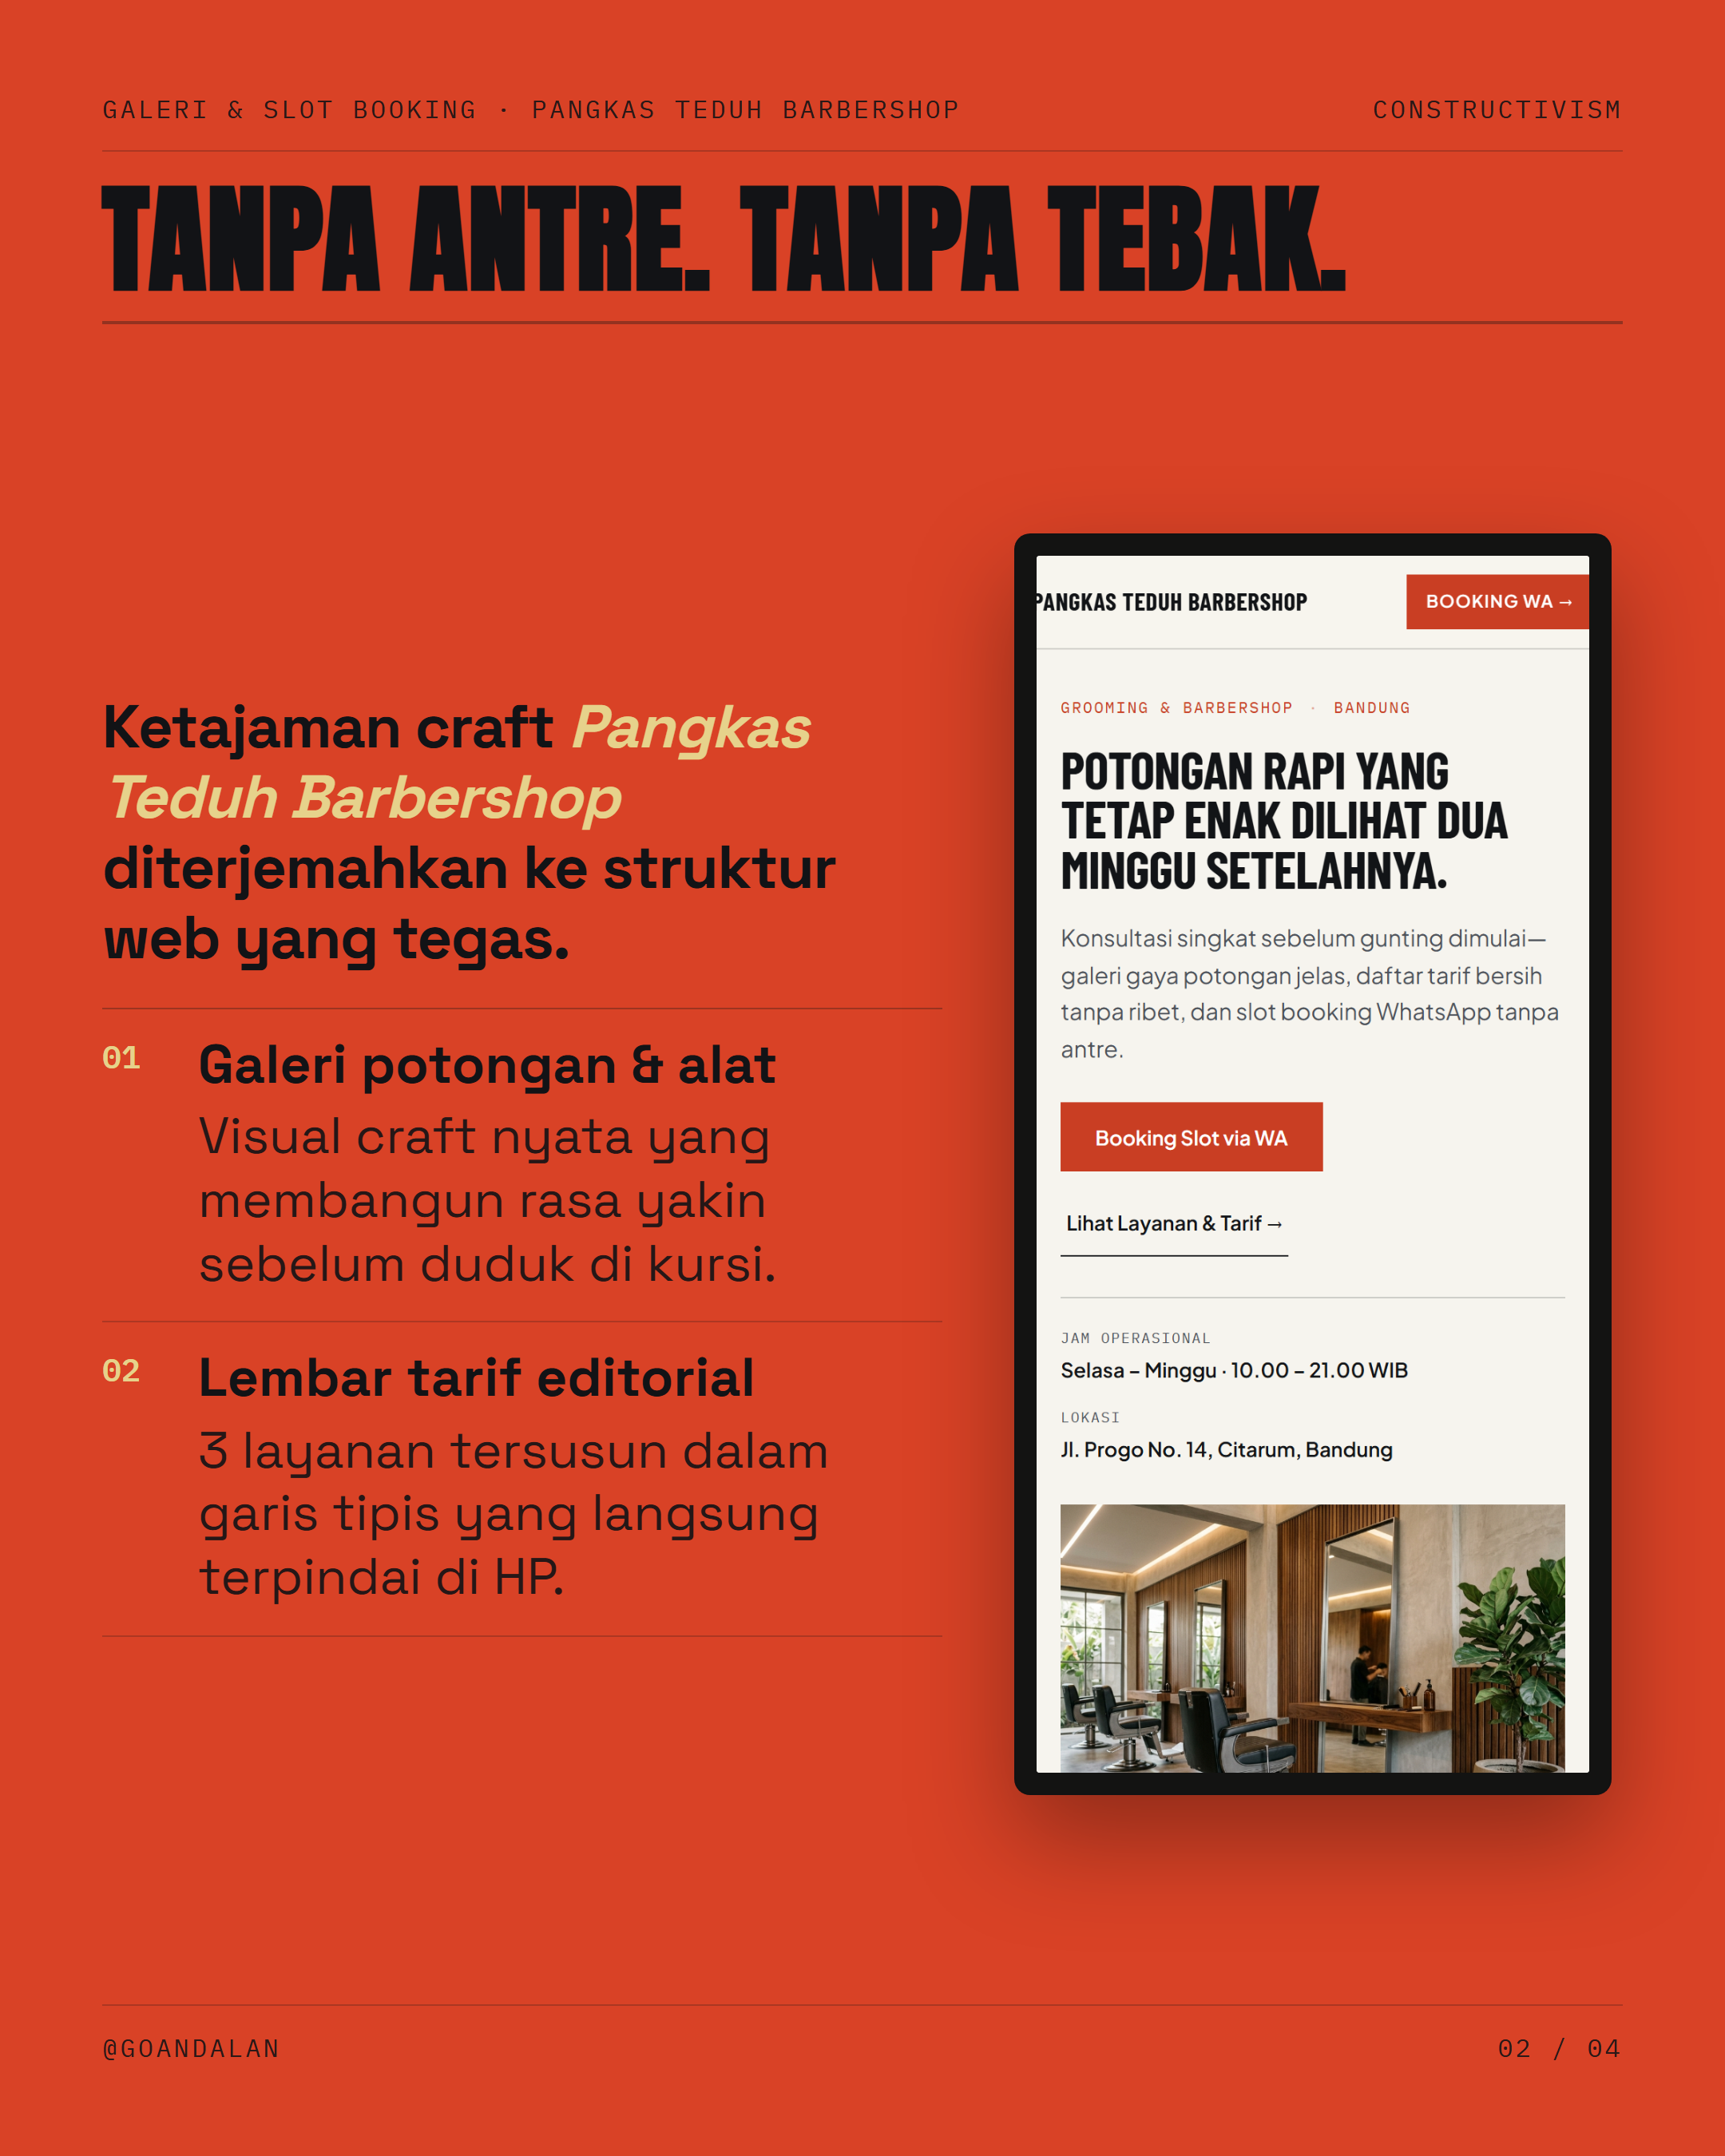 GALERI & SLOT BOOKING · PANGKAS TEDUH BARBERSHOP
CONSTRUCTIVISM
TANPA ANTRE. TANPA TEBAK.
Ketajaman craft Pangkas
Teduh Barbershop
diterjemahkan ke struktur
web yang tegas.
01
Galeri potongan & alat
Visual craft nyata yang
membangun rasa yakin
sebelum duduk di kursi.
02
Lembar tarif editorial
3 layanan tersusun dalam
garis tipis yang langsung
terpindai di HP.
PANGKAS TEDUH BARBERSHOP
BOOKING WA →
GROOMING & BARBERSHOP · BANDUNG
POTONGAN RAPI YANG
TETAP ENAK DILIHAT DUA
MINGGU SETELAHNYA.
Konsultasi singkat sebelum gunting dimulai—
galeri gaya potongan jelas, daftar tarif bersih
tanpa ribet, dan slot booking WhatsApp tanpa
antre.
Booking Slot via WA
Lihat Layanan & Tarif →
JAM OPERASIONAL
Selasa – Minggu · 10.00 – 21.00 WIB
LOKASI
Jl. Progo No. 14, Citarum, Bandung
@GOANDALAN
02 / 04